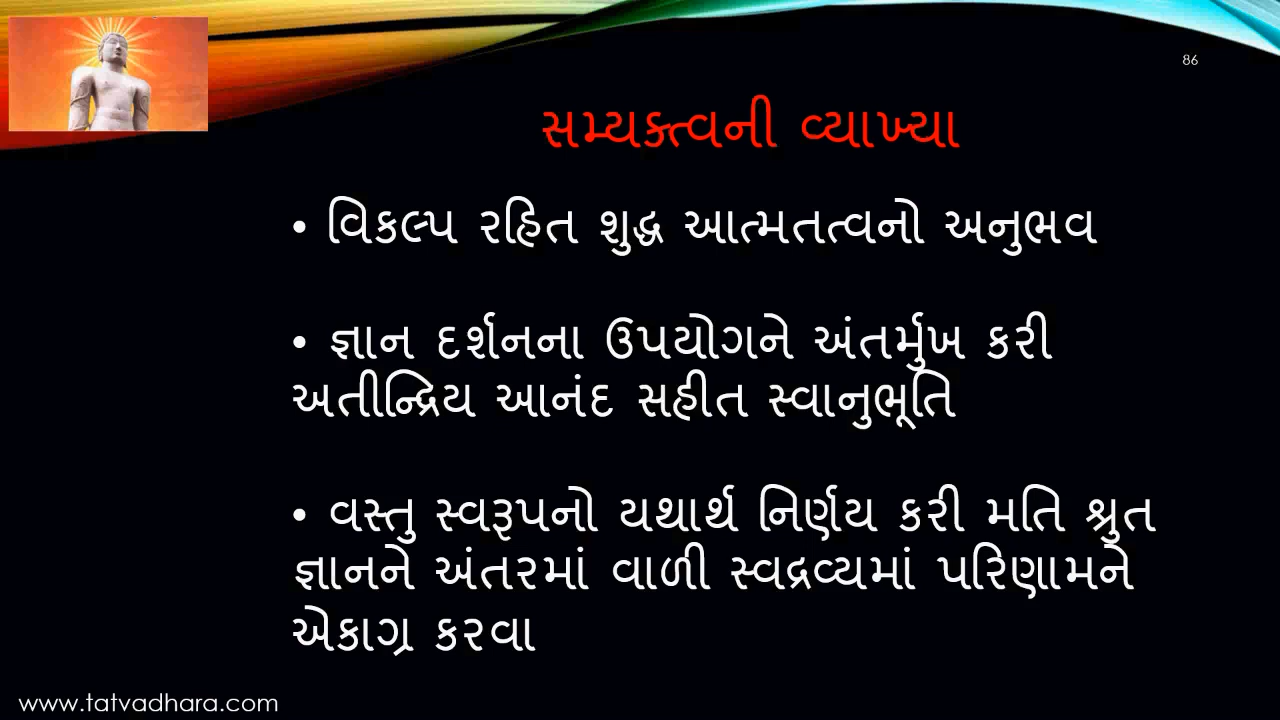 86
સમ્યક્ત્વની વ્યાખ્યા
• વિકલ્પ રહિત શુદ્ધ આત્મતત્વનો અનુભવ
• જ્ઞાન દર્શનના ઉપયોગને અંતર્મુખ કરી
અતીન્દ્રિય આનંદ સહીત સ્વાનુભૂતિ
• વસ્તુ સ્વરૂપનો યથાર્થ નિર્ણય કરી મતિ શ્રુત
જ્ઞાનને અંતરમાં વાળી સ્વદ્રવ્યમાં પરિણામને
એકાગ્ર કરવા
www.tatvadhara.com